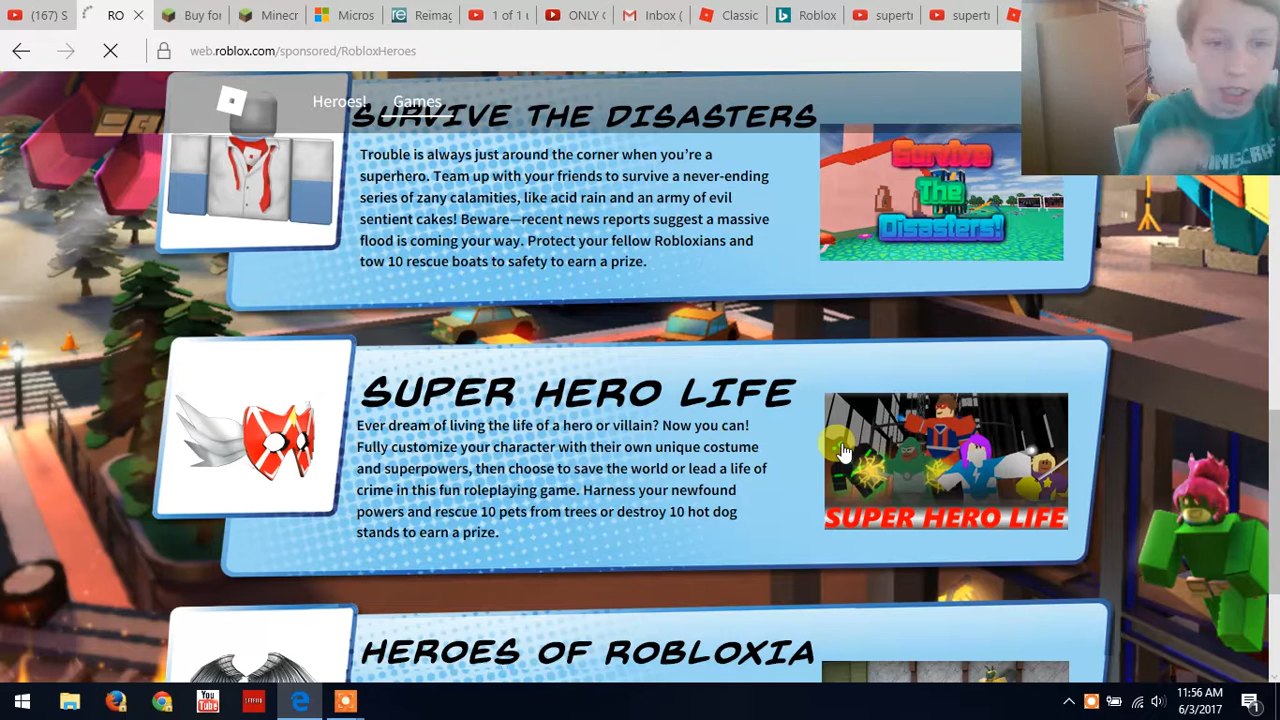 (167) S
RO
Buy for
Minecr
Micros
Reimag
1 of 1 u
ONLY
Inbox (
Classic
Roblox
supert
supert
web.roblox.com/sponsored/RobloxHeroes
Heroes!
Games
SURVIVE THE DISASTERS
Trouble is always just around the corner when you're a
superhero. Team up with your friends to survive a never-ending
series of zany calamities, like acid rain and an army of evil
sentient cakes! Beware—recent news reports suggest a massive
flood is coming your way. Protect your fellow Robloxians and
tow 10 rescue boats to safety to earn a prize.
Survive
The
Disasters!
MINECRAF
SUPER HERO LIFE
Ever dream of living the life of a hero or villain? Now you can!
Fully customize your character with their own unique costume
and superpowers, then choose to save the world or lead a life of
crime in this fun roleplaying game. Harness your newfound
powers and rescue 10 pets from trees or destroy 10 hot dog
stands to earn a prize.
SUPER HERO LIFE
HEROES OF ROBLOXIA
You
Tube
11:56 AM
6/3/2017
1